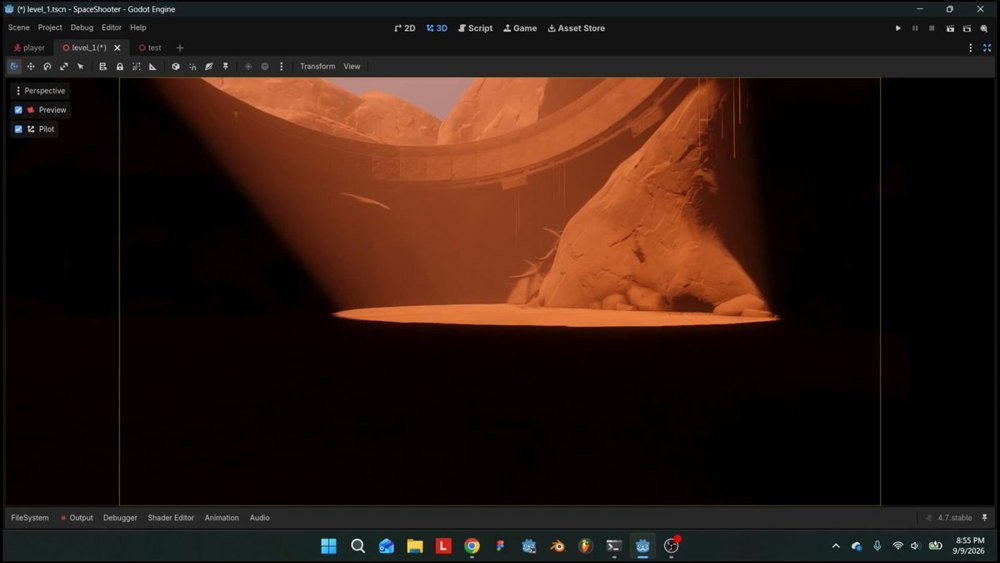 (*) level_1.tscn - SpaceShooter - Godot Engine
Scene Project Debug Editor Help
2D 3D Script Game Asset Store
player level_1(*) test
Transform View
Perspective
Preview
Pilot
FileSystem Output Debugger Shader Editor Animation Audio 4.7.stable
L
8:55 PM
9/9/2026